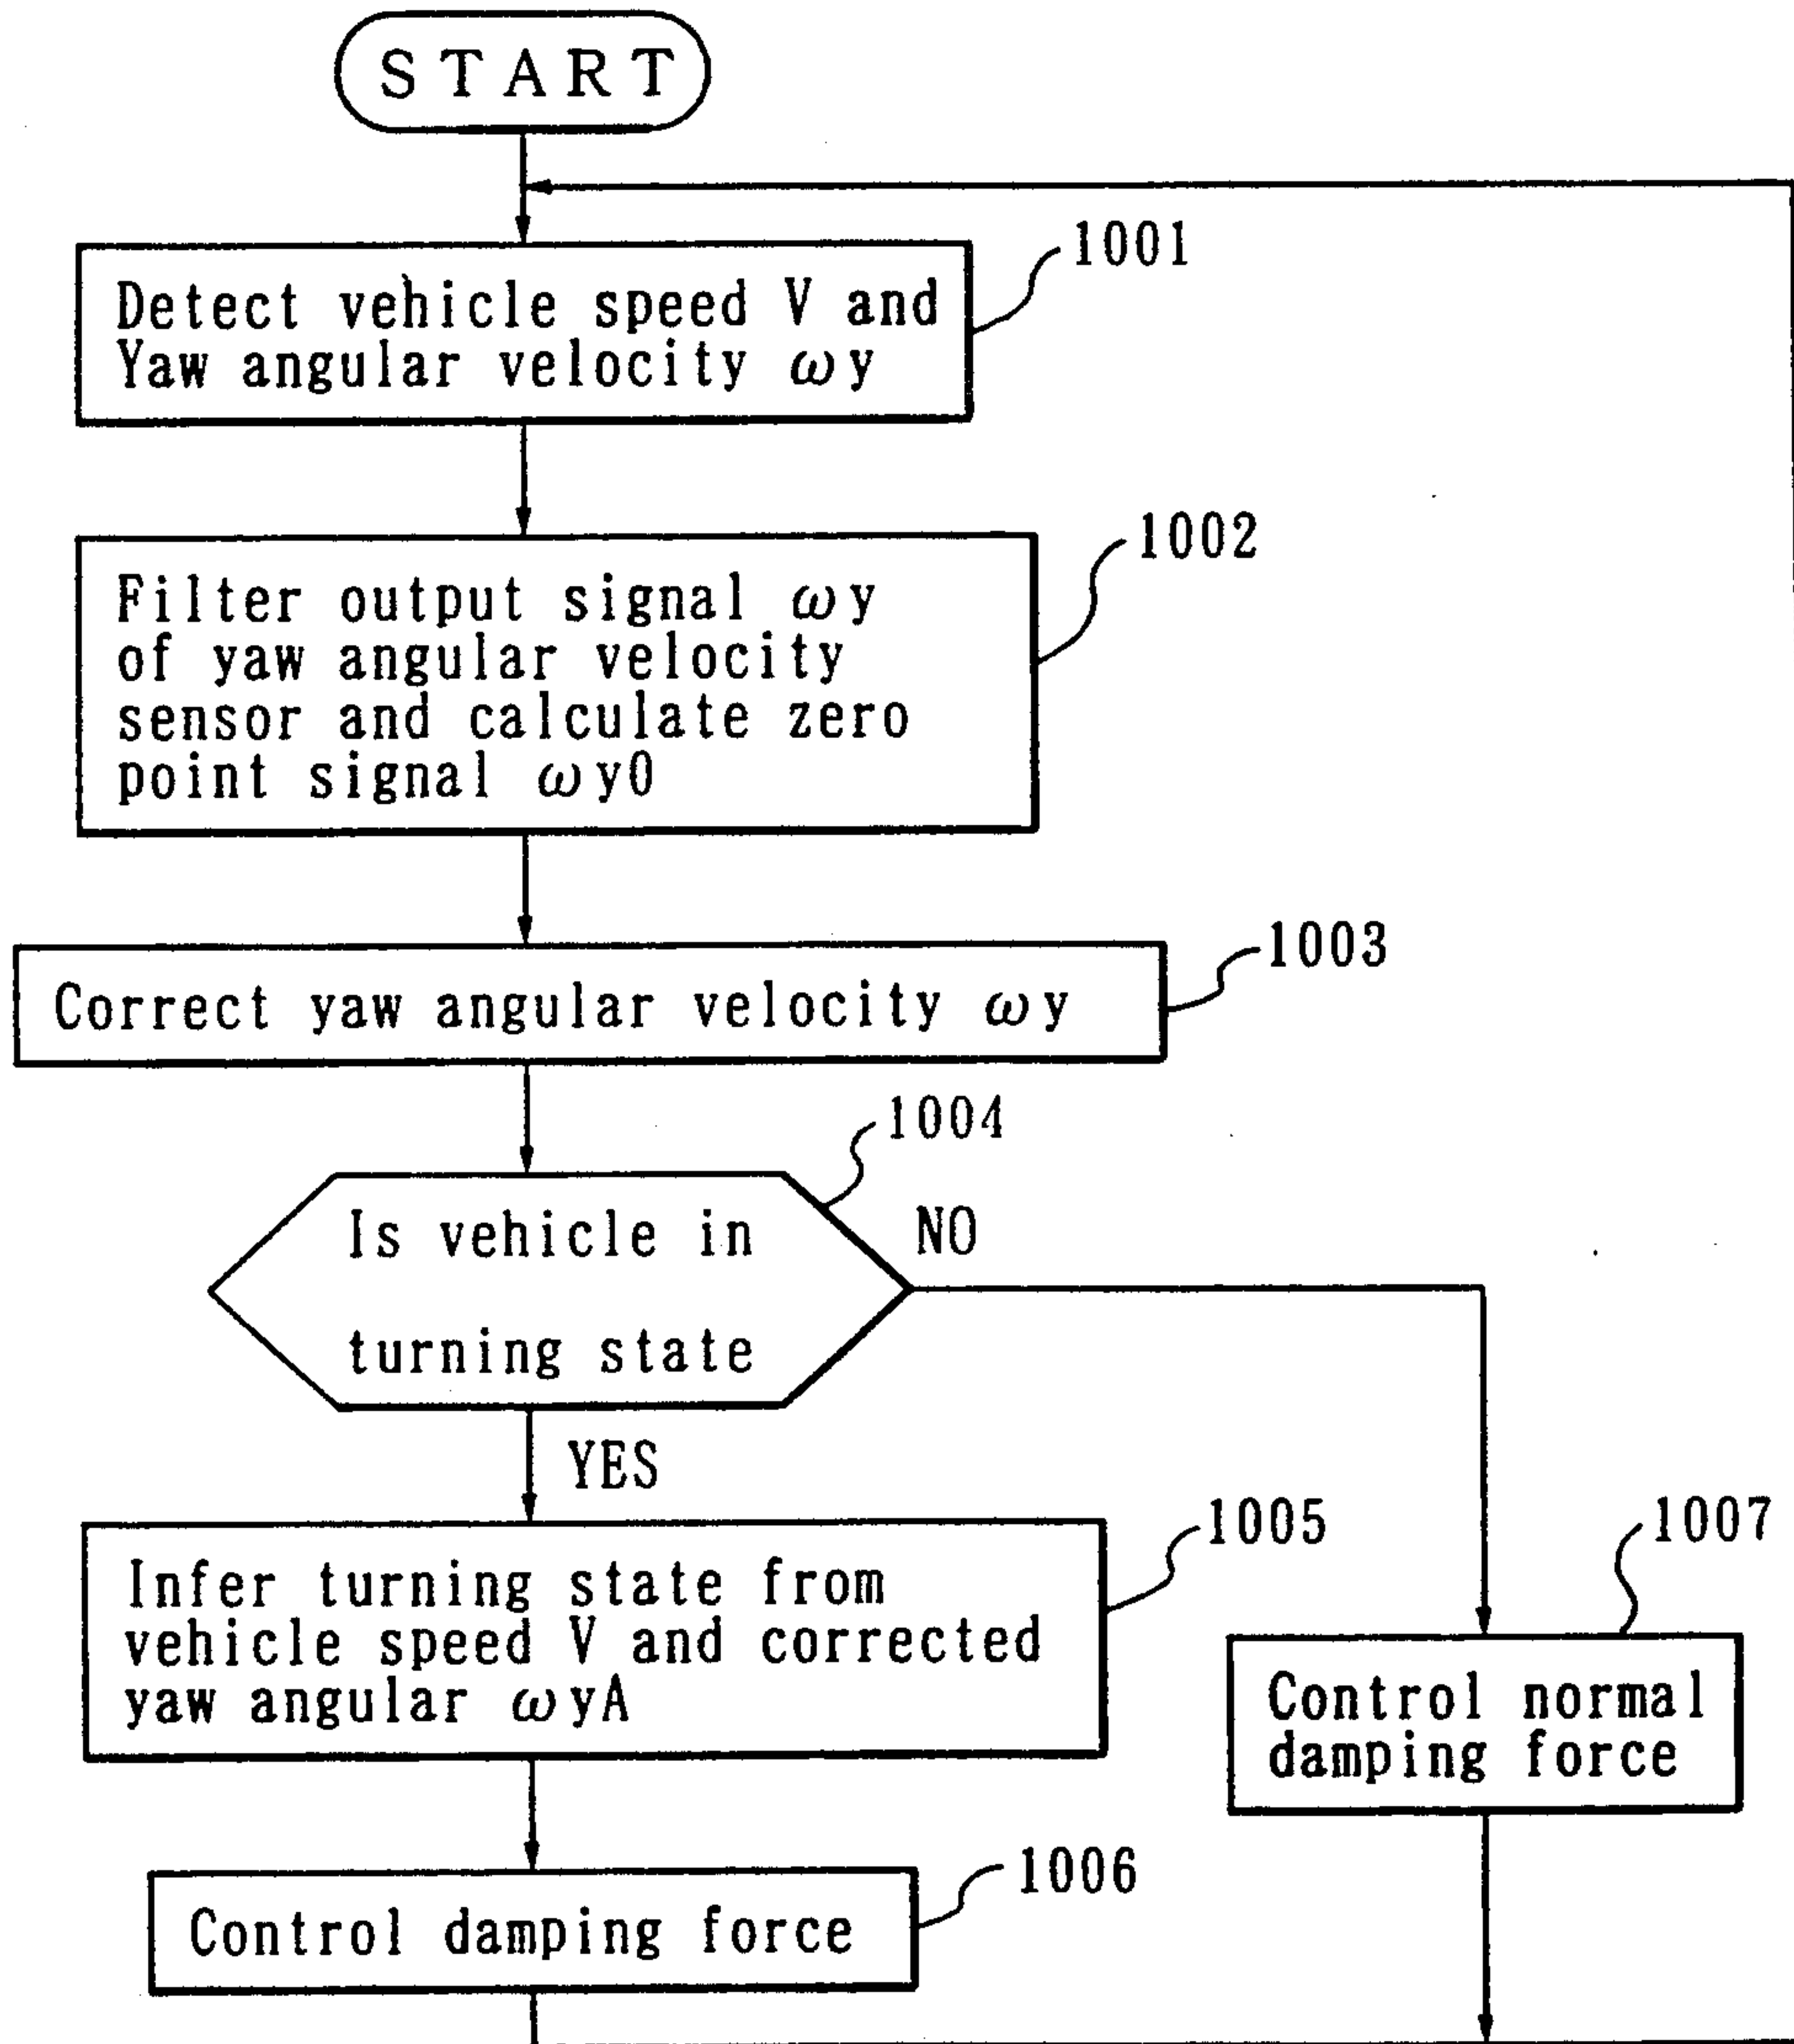 START
1001
Detect vehicle speed V and
Yaw angular velocity ωy
1002
Filter output signal ωy
of yaw angular velocity
sensor and calculate zero
point signal ωy0
1003
Correct yaw angular velocity ωy
1004
Is vehicle in
turning state
NO
YES
1005
Infer turning state from
vehicle speed V and corrected
yaw angular ωyA
1007
Control normal
damping force
1006
Control damping force